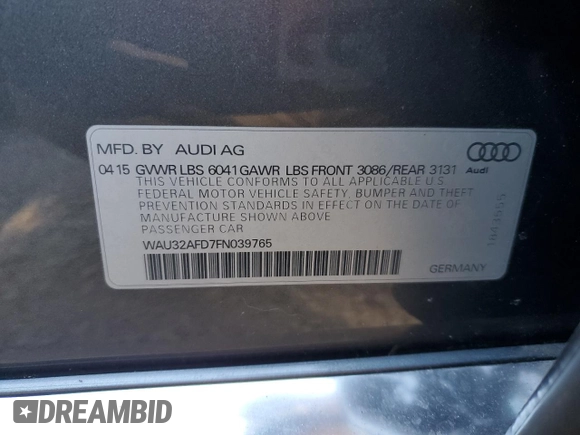 MFD. BY AUDI AG
04 15 GVWR LBS 6041 GAWR LBS FRONT 3086/REAR 3131
Audi
THIS VEHICLE CONFORMS TO ALL APPLICABLE U.S.
FEDERAL MOTOR VEHICLE SAFETY, BUMPER AND THEFT
PREVENTION STANDARDS IN EFFECT ON THE DATE OF
MANUFACTURE SHOWN ABOVE
PASSENGER CAR
WAU32AFD7FN039765
GERMANY
DREAMBID